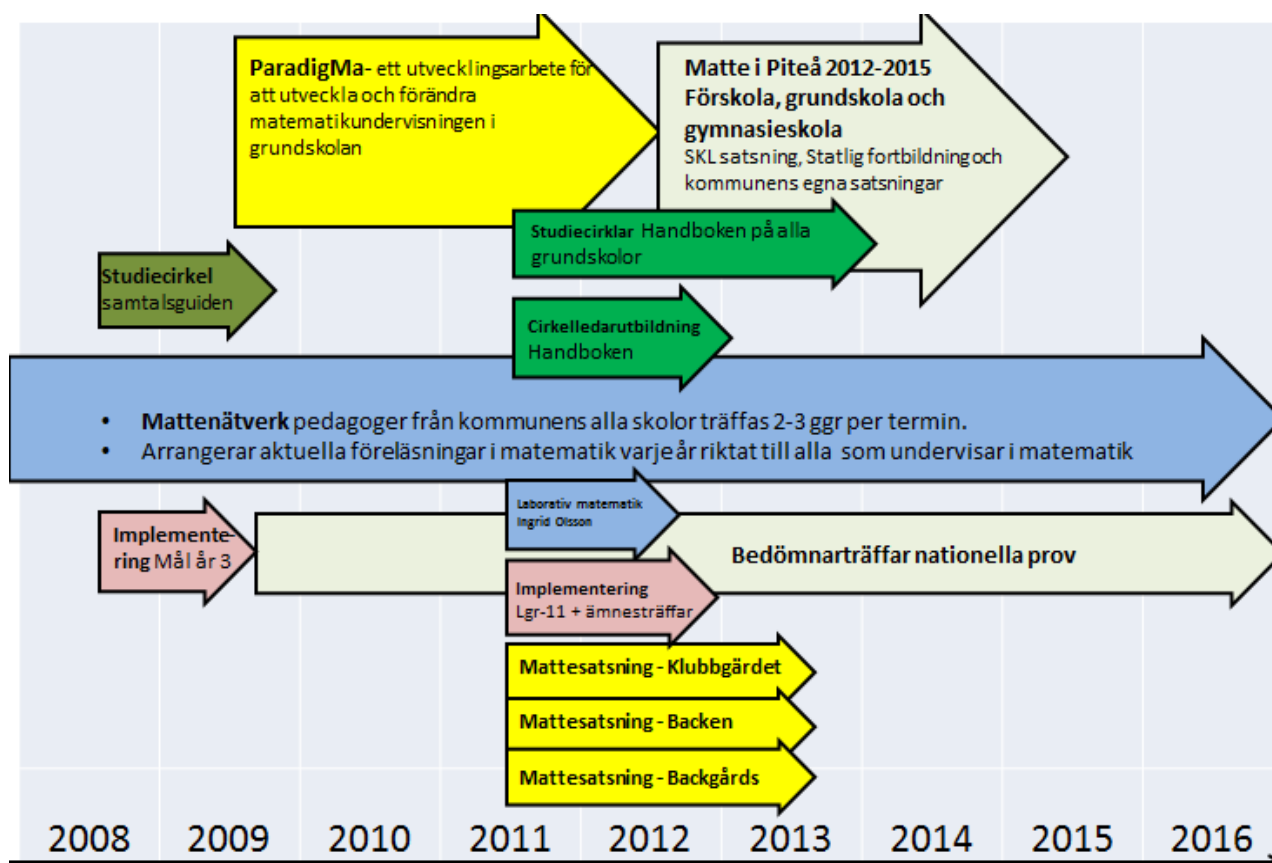 ParadigMa- ett utvecklingsarbete för
att utveckla och förändra
matematikundervisningen i
grundskolan
Matte i Piteå 2012-2015
Förskola, grundskola och
gymnasieskola
SKL satsning, Statlig fortbildning och
kommunens egna satsningar
Studiecirklar Handboken på alla
grundskolor
Studiecirkel
samtalsguiden
Cirkelledarutbildning
Handboken
• Mattenätverk pedagoger från kommunens alla skolor träffas 2-3 ggr per termin.
• Arrangerar aktuella föreläsningar i matematik varje år riktat till alla som undervisar i matematik
Laborativ matematik
Ingrid Olsson
Implemente-
ring Mål år 3
Bedömnarträffar nationella prov
Implementering
Lgr-11 + ämnesträffar
Mattesatsning - Klubbgärdet
Mattesatsning - Backen
Mattesatsning - Backgårds
2008 2009 2010 2011 2012 2013 2014 2015 2016